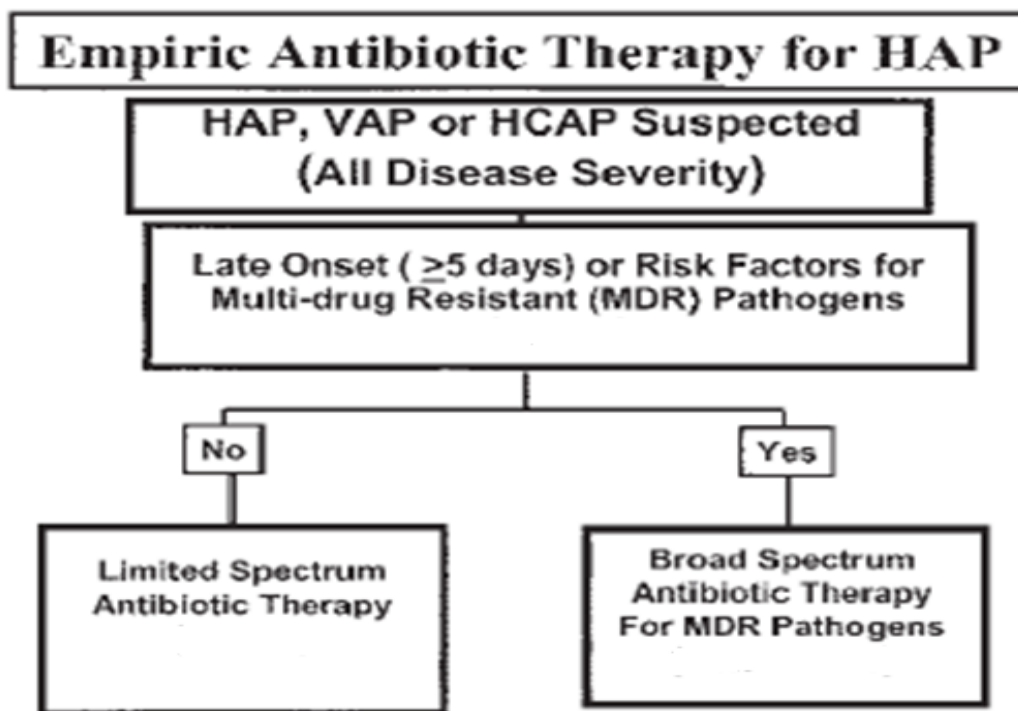 Empiric Antibiotic Therapy for HAP
HAP, VAP or HCAP Suspected
(All Disease Severity)
Late Onset ( ≥5 days) or Risk Factors for
Multi-drug Resistant (MDR) Pathogens
No
Yes
Limited Spectrum
Antibiotic Therapy
Broad Spectrum
Antibiotic Therapy
For MDR Pathogens